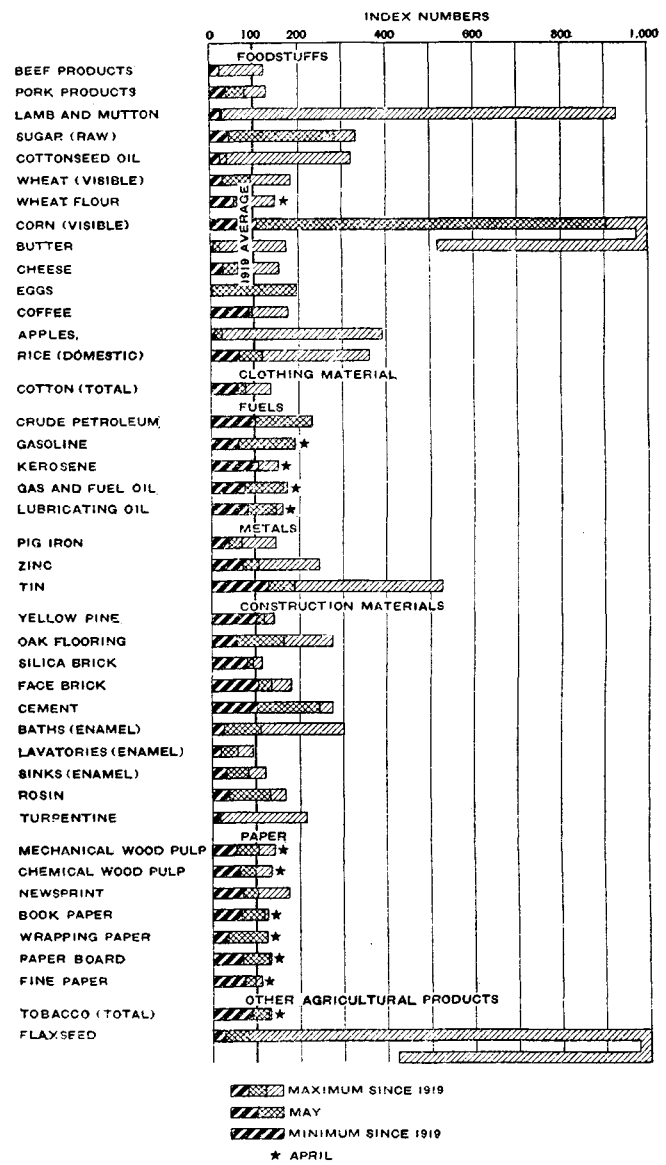 INDEX NUMBERS
0 100 200 400 600 800 1,000
FOODSTUFFS
BEEF PRODUCTS
PORK PRODUCTS
LAMB AND MUTTON
SUGAR (RAW)
COTTONSEED OIL
WHEAT (VISIBLE)
WHEAT FLOUR ★
CORN (VISIBLE)
BUTTER
1919 AVERAGE
CHEESE
EGGS
COFFEE
APPLES,
RICE (DOMESTIC)
CLOTHING MATERIAL
COTTON (TOTAL)
FUELS
CRUDE PETROLEUM
GASOLINE ★
KEROSENE ★
GAS AND FUEL OIL ★
LUBRICATING OIL ★
METALS
PIG IRON
ZINC
TIN
CONSTRUCTION MATERIALS
YELLOW PINE
OAK FLOORING
SILICA BRICK
FACE BRICK
CEMENT
BATHS (ENAMEL)
LAVATORIES (ENAMEL)
SINKS (ENAMEL)
ROSIN
TURPENTINE
PAPER
MECHANICAL WOOD PULP ★
CHEMICAL WOOD PULP ★
NEWSPRINT
BOOK PAPER ★
WRAPPING PAPER ★
PAPER BOARD ★
FINE PAPER ★
OTHER AGRICULTURAL PRODUCTS
TOBACCO (TOTAL) ★
FLAXSEED
MAXIMUM SINCE 1919
MAY
MINIMUM SINCE 1919
★ APRIL